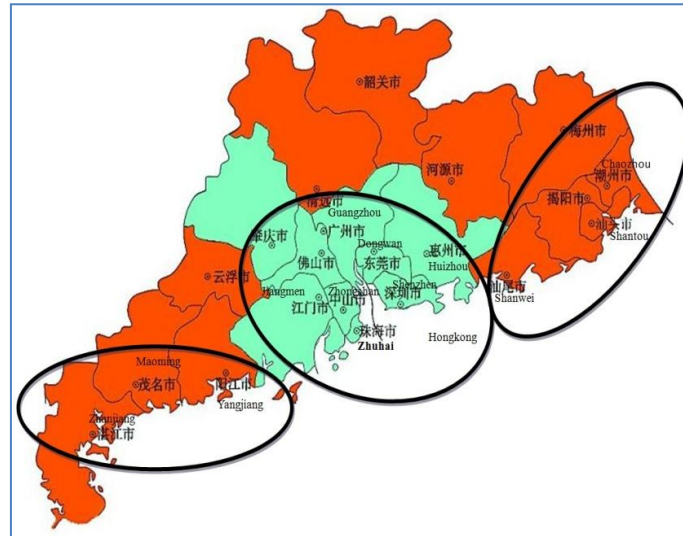 韶关市
梅州市
河源市
Chaozhou
潮州市
清远市
揭阳市
Guangzhou
广州市
汕头市
Shantou
肇庆市
Dongwan
佛山市
东莞市
惠州市
Huizhou
云浮市
汕尾市
Shanwei
Jiangmen
Zhongshan
Shenzhen
江门市
中山市
深圳市
珠海市
Zhuhai
Hongkong
Maoming
茂名市
阳江市
Yangjiang
Zhanjiang
湛江市